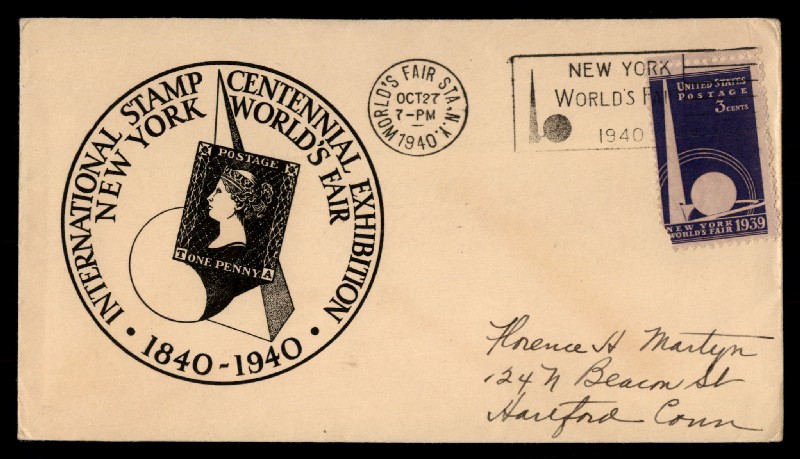 INTERNATIONAL STAMP CENTENNIAL EXHIBITION
NEW YORK WORLD'S FAIR
POSTAGE
T ONE PENNY A
• 1840-1940 •
WORLD'S FAIR STA. N.Y.
OCT 27
7-PM
1940
NEW YORK
WORLD'S FAI
1940
UNITED STATES
POSTAGE
3 CENTS
NEW YORK
WORLD'S FAIR 1939
Florence H Martyn
124 N Beacon St
Hartford Conn